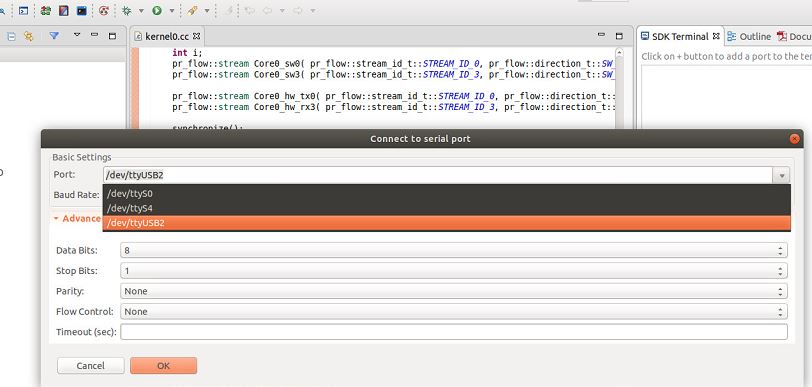 kernel0.cc
SDK Terminal
Outline
Docu
Click on + button to add a port to the ter
int i;
pr_flow::stream Core0_sw0( pr_flow::stream_id_t::STREAM_ID_0, pr_flow::direction_t::SW
pr_flow::stream Core0_sw3( pr_flow::stream_id_t::STREAM_ID_3, pr_flow::direction_t::SW
pr_flow::stream Core0_hw_tx0( pr_flow::stream_id_t::STREAM_ID_0, pr_flow::direction_t::
pr_flow::stream Core0_hw_rx3( pr_flow::stream_id_t::STREAM_ID_3, pr_flow::direction_t::
synchronize();
Connect to serial port
Basic Settings
Port: /dev/ttyUSB2
Baud Rate: /dev/ttyS0
/dev/ttyS4
Advance /dev/ttyUSB2
Data Bits: 8
Stop Bits: 1
Parity: None
Flow Control: None
Timeout (sec):
Cancel
OK